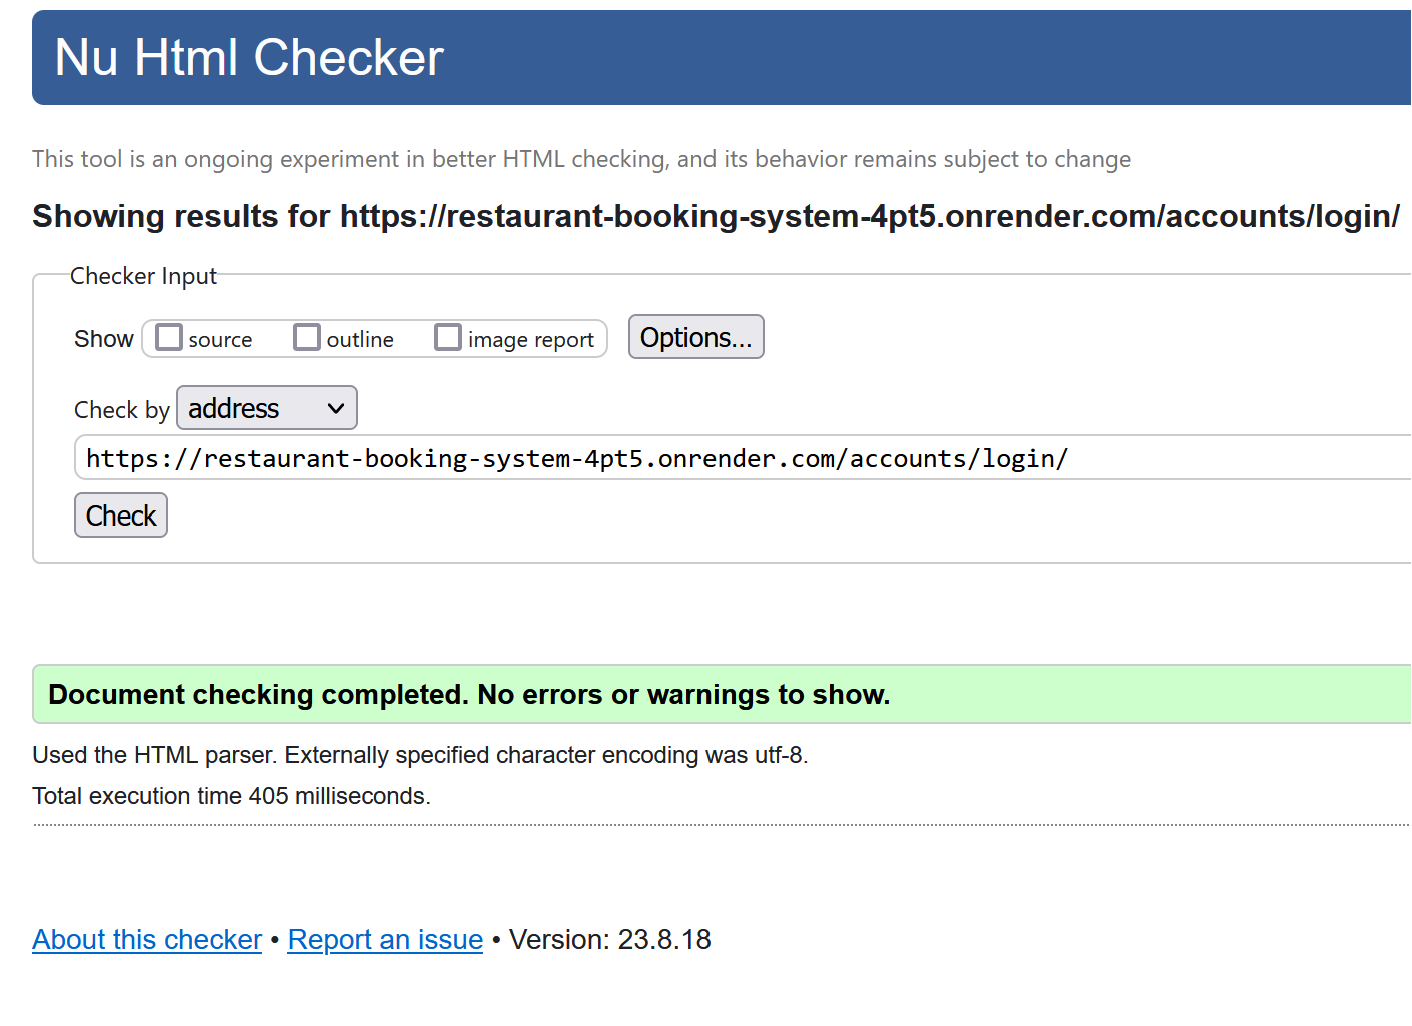 Nu Html Checker
This tool is an ongoing experiment in better HTML checking, and its behavior remains subject to change
Showing results for https://restaurant-booking-system-4pt5.onrender.com/accounts/login/
Checker Input
Show source outline image report Options...
Check by address
https://restaurant-booking-system-4pt5.onrender.com/accounts/login/
Check
Document checking completed. No errors or warnings to show.
Used the HTML parser. Externally specified character encoding was utf-8.
Total execution time 405 milliseconds.
About this checker • Report an issue • Version: 23.8.18